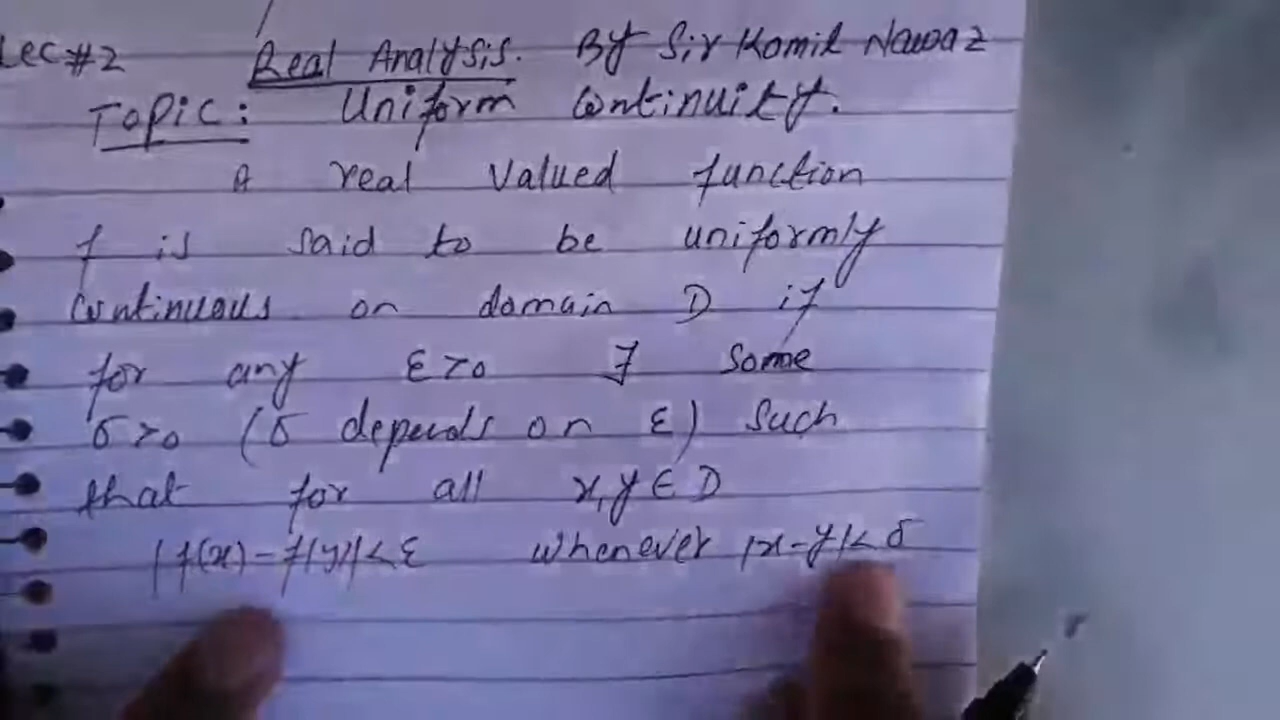 Lec #2 Real Analysis. By Sir Komil Nawaz
Topic: Uniform Continuity.
A real valued function
f is said to be uniformly
continuous on domain D if
for any ε>0 ∃ some
δ>0 (δ depends on ε) such
that for all x,y ∈ D
|f(x)-f(y)|<ε whenever |x-y|<δ